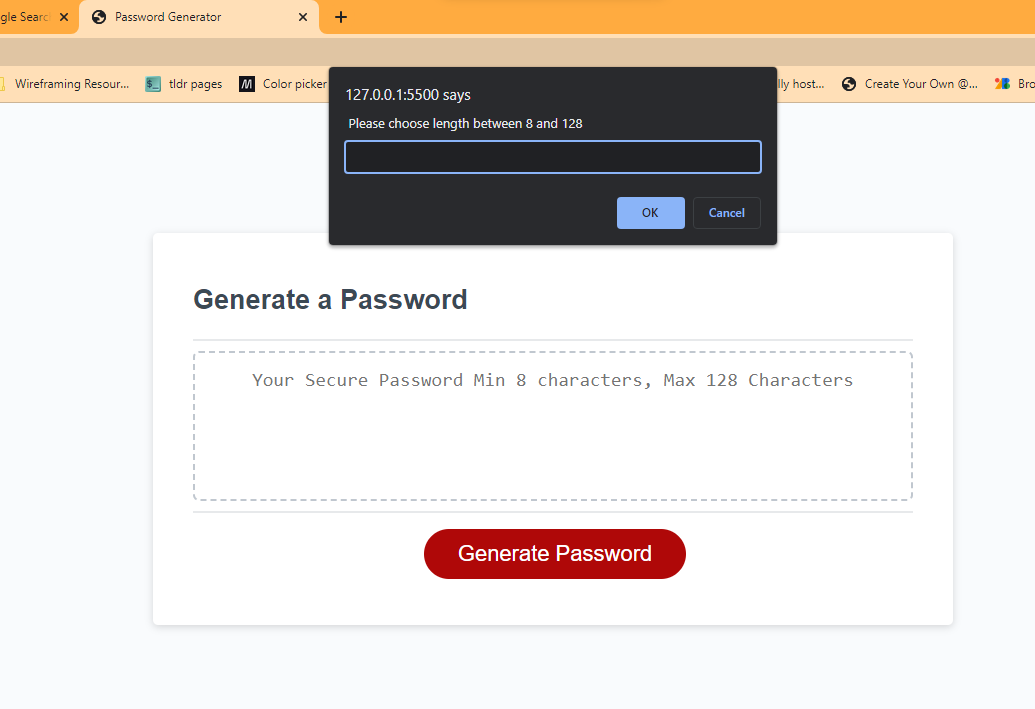 gle Searc
Password Generator
Wireframing Resour...
tldr pages
Color picker
lly host...
Create Your Own @...
Bro
127.0.0.1:5500 says
Please choose length between 8 and 128
OK
Cancel
Generate a Password
Your Secure Password Min 8 characters, Max 128 Characters
Generate Password